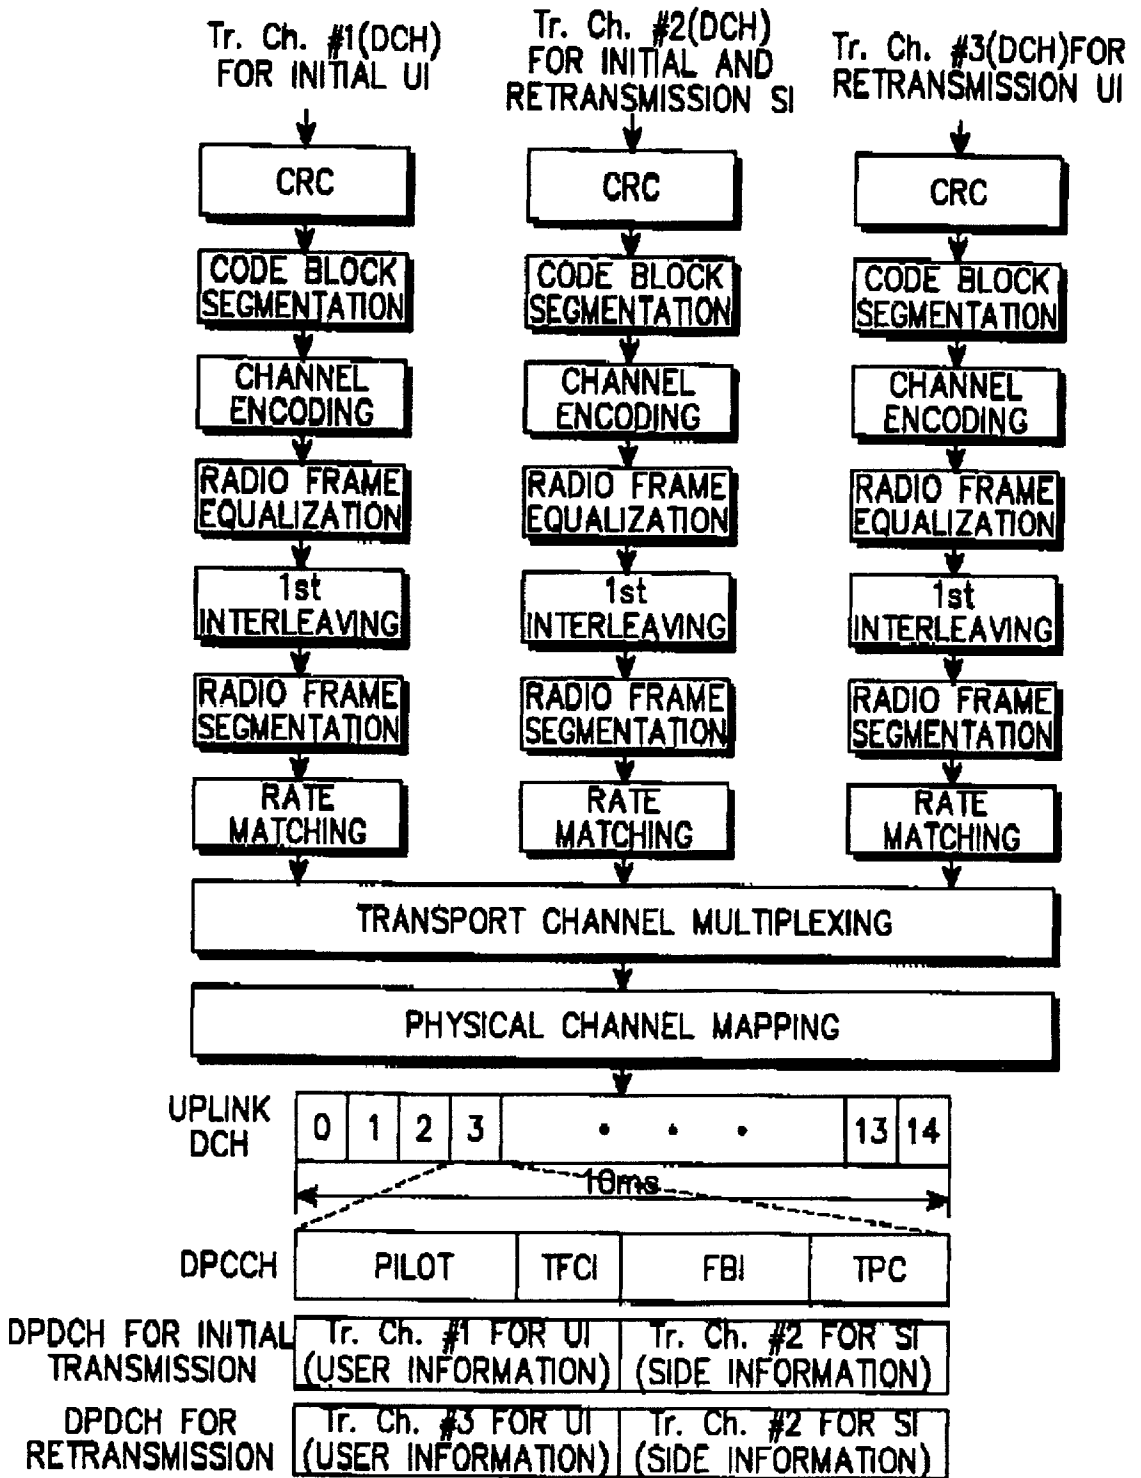 Tr. Ch. #1(DCH)
FOR INITIAL UI
Tr. Ch. #2(DCH)
FOR INITIAL AND
RETRANSMISSION SI
Tr. Ch. #3(DCH)FOR
RETRANSMISSION UI
CRC
CRC
CRC
CODE BLOCK
SEGMENTATION
CODE BLOCK
SEGMENTATION
CODE BLOCK
SEGMENTATION
CHANNEL
ENCODING
CHANNEL
ENCODING
CHANNEL
ENCODING
RADIO FRAME
EQUALIZATION
RADIO FRAME
EQUALIZATION
RADIO FRAME
EQUALIZATION
1st
INTERLEAVING
1st
INTERLEAVING
1st
INTERLEAVING
RADIO FRAME
SEGMENTATION
RADIO FRAME
SEGMENTATION
RADIO FRAME
SEGMENTATION
RATE
MATCHING
RATE
MATCHING
RATE
MATCHING
TRANSPORT CHANNEL MULTIPLEXING
PHYSICAL CHANNEL MAPPING
UPLINK
DCH
0 1 2 3 . . . 13 14
10ms
DPCCH
PILOT TFCI FBI TPC
DPDCH FOR INITIAL
TRANSMISSION
Tr. Ch. #1 FOR UI
(USER INFORMATION)
Tr. Ch. #2 FOR SI
(SIDE INFORMATION)
DPDCH FOR
RETRANSMISSION
Tr. Ch. #3 FOR UI
(USER INFORMATION)
Tr. Ch. #2 FOR SI
(SIDE INFORMATION)